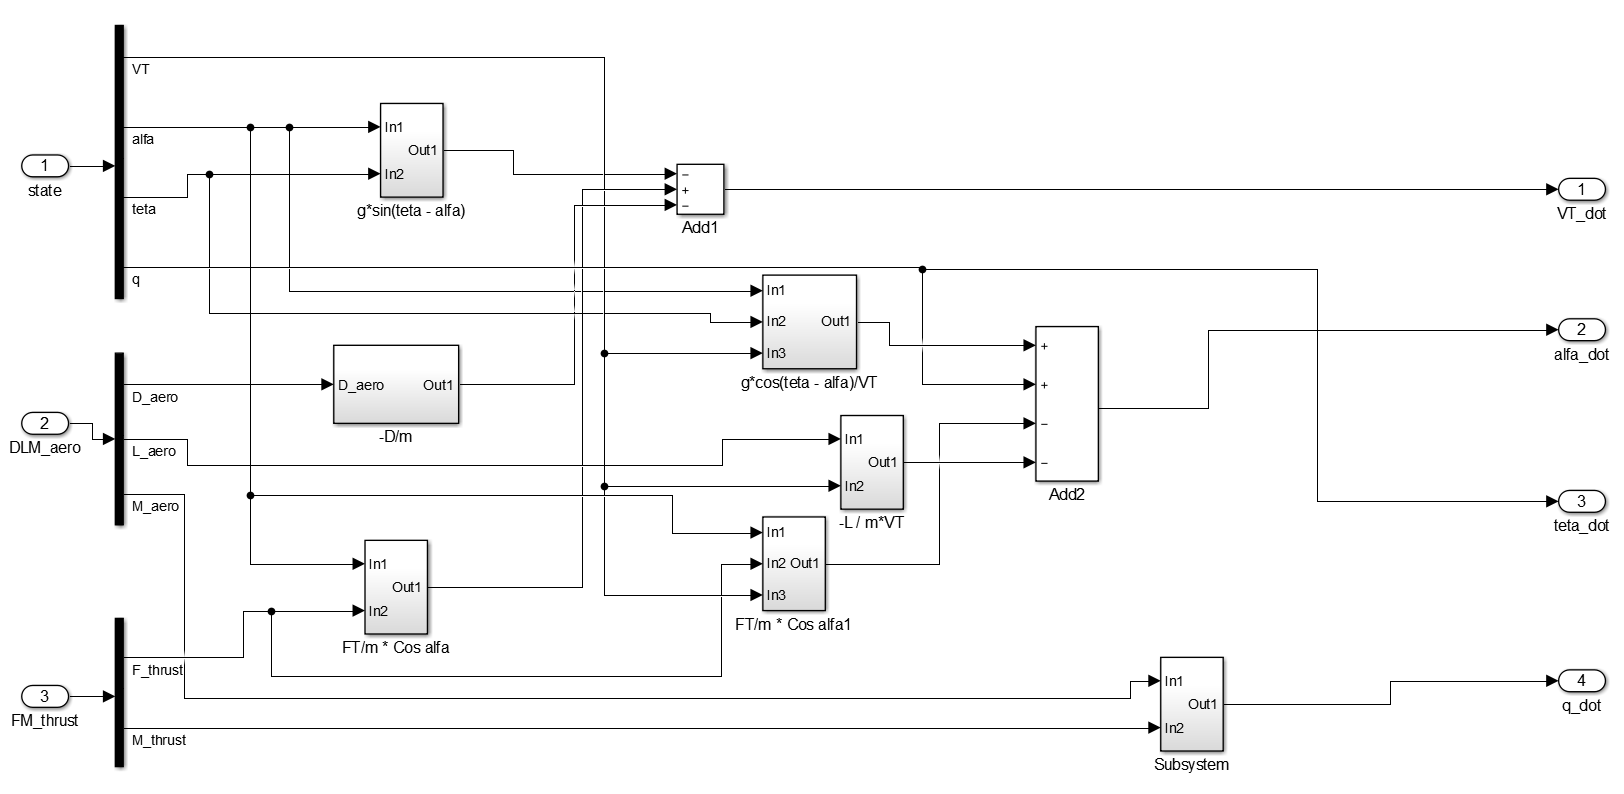 VT
alfa
teta
q
1
state
In1
In2
Out1
g*sin(teta - alfa)
−
+
−
Add1
1
VT_dot
In1
In2
In3
Out1
g*cos(teta - alfa)/VT
+
+
−
−
Add2
2
alfa_dot
2
DLM_aero
D_aero
L_aero
M_aero
D_aero
Out1
-D/m
In1
In2
Out1
-L / m*VT
3
teta_dot
In1
In2
Out1
FT/m * Cos alfa
In1
In2 Out1
In3
FT/m * Cos alfa1
3
FM_thrust
F_thrust
M_thrust
In1
In2
Out1
Subsystem
4
q_dot